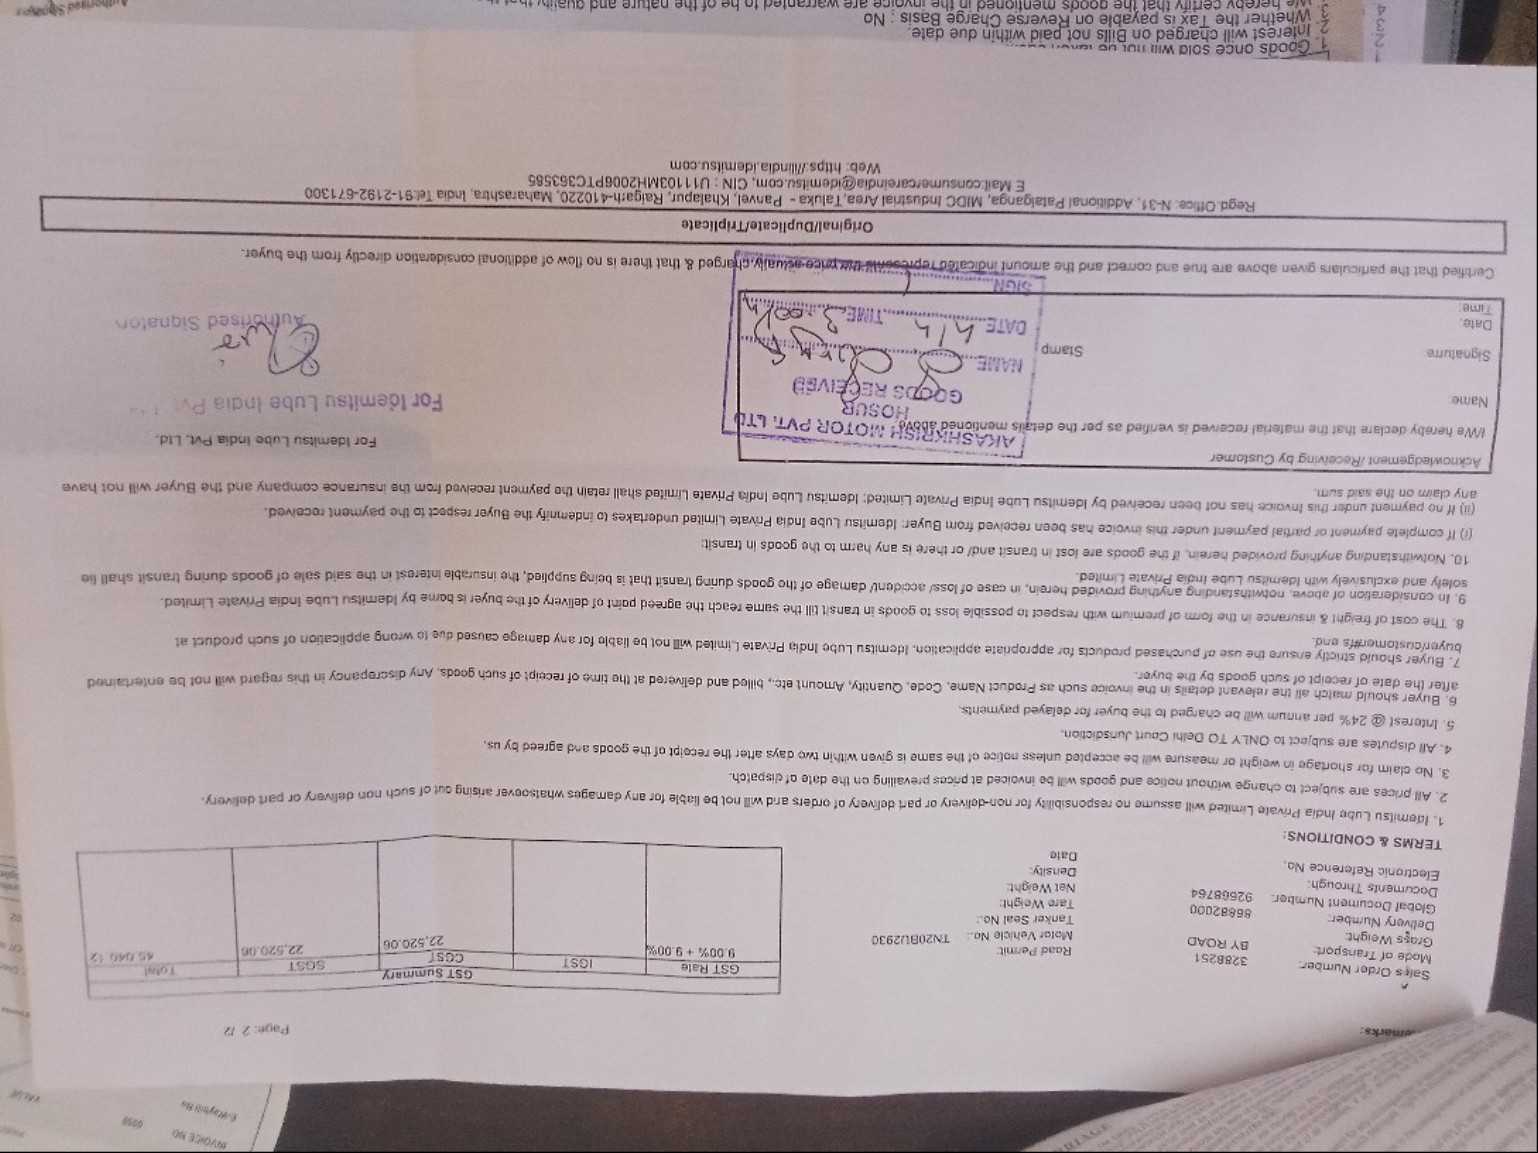 Page: 2 /2
Sales Order Number: 3288251
Mode of Transport: BY ROAD
Gross Weight:
Delivery Number: 86682000
Global Document Number: 92668764
Documents Through:
Electronic Reference No.
Road Permit:
Motor Vehicle No.: TN20BU2930
Tanker Seal No.:
Tare Weight:
Net Weight:
Density:
Date
GST Summary
GST Rate IGST CGST SGST Total
9.00% + 9.00% 22,520.06 22,520.06 45,040.12
TERMS & CONDITIONS:
1. Idemitsu Lube India Private Limited will assume no responsibility for non-delivery or part delivery of orders and will not be liable for any damages whatsoever arising out of such non delivery or part delivery.
2. All prices are subject to change without notice and goods will be invoiced at prices prevailing on the date of dispatch.
3. No claim for shortage in weight or measure will be accepted unless notice of the same is given within two days after the receipt of the goods and agreed by us.
4. All disputes are subject to ONLY TO Delhi Court Jurisdiction.
5. Interest @ 24% per annum will be charged to the buyer for delayed payments.
6. Buyer should match all the relevant details in the invoice such as Product Name, Code, Quantity, Amount etc., billed and delivered at the time of receipt of such goods. Any discrepancy in this regard will not be entertained
after the date of receipt of such goods by the buyer.
7. Buyer should strictly ensure the use of purchased products for appropriate application. Idemitsu Lube India Private Limited will not be liable for any damage caused due to wrong application of such product at
buyer/customer#s end.
8. The cost of freight & insurance in the form of premium with respect to possible loss to goods in transit till the same reach the agreed point of delivery of the buyer is borne by Idemitsu Lube India Private Limited.
9. In consideration of above, notwithstanding anything provided herein, in case of loss/ accident/ damage of the goods during transit that is being supplied, the insurable interest in the said sale of goods during transit shall lie
solely and exclusively with Idemitsu Lube India Private Limited.
10. Notwithstanding anything provided herein, if the goods are lost in transit and/ or there is any harm to the goods in transit:
(i) If complete payment or partial payment under this invoice has been received from Buyer: Idemitsu Lube India Private Limited undertakes to indemnify the Buyer respect to the payment received.
(ii) If no payment under this invoice has not been received by Idemitsu Lube India Private Limited: Idemitsu Lube India Private Limited shall retain the payment received from the insurance company and the Buyer will not have
any claim on the said sum.
Acknowledgement /Receiving by Customer
I/We hereby declare that the material received is verified as per the details mentioned above
Name
Signature
Stamp
Date:
Time:
AKASHKRISH MOTOR PVT. LTD
HOSUR
GOODS RECEIVED
NAME
DATE TIME
SIGN
For Idemitsu Lube India Pvt. Ltd.
For Idemitsu Lube India Pvt.
Authorised Signatory
Certified that the particulars given above are true and correct and the amount indicated represents the price actually charged & that there is no flow of additional consideration directly from the buyer.
Original/Duplicate/Triplicate
Regd.Office: N-31, Additional Patalganga, MIDC Industrial Area,Taluka - Panvel, Khalapur, Raigarh-410220, Maharashtra, India Tel:91-2192-671300
E Mail:consumercareindia@idemitsu.com, CIN : U11103MH2006PTC363585
Web: https://ilindia.idemitsu.com
Goods once sold will not be taken
Interest will charged on Bills not paid within due date.
Whether the Tax is payable on Reverse Charge Basis : No
We hereby certify that the goods mentioned in the invoice are warranted to be of the nature and quality
INVOICE NO